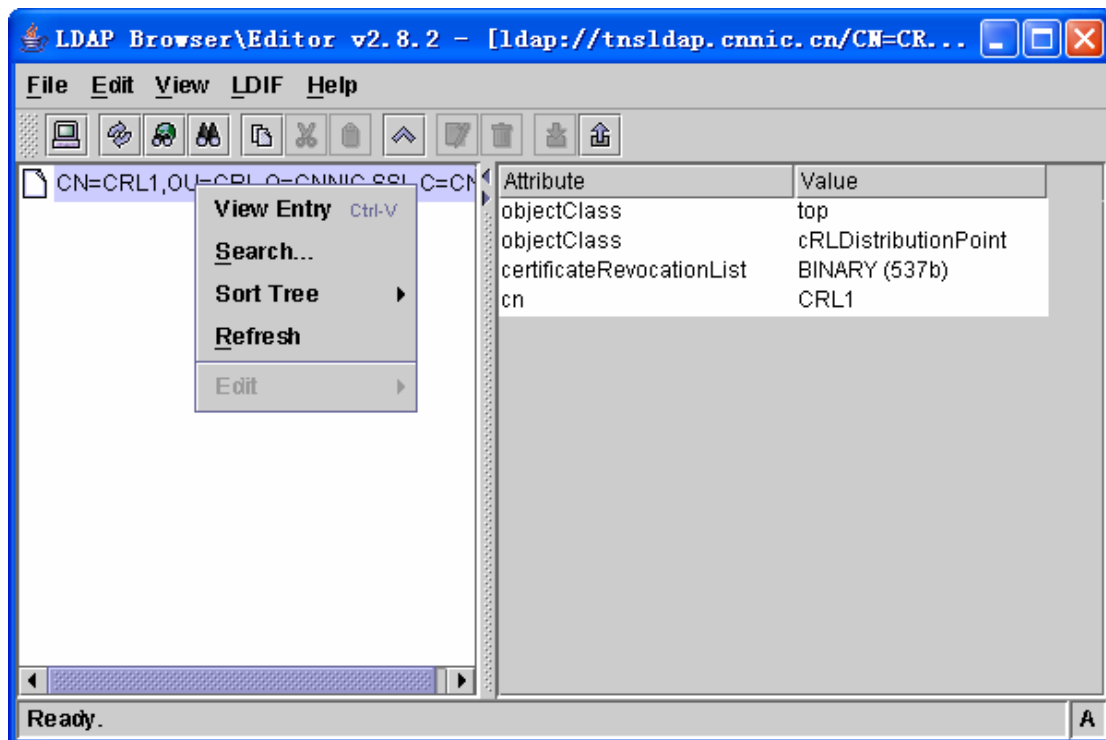 LDAP Browser\Editor v2.8.2 - [ldap://tnsldap.cnnic.cn/CN=CR...
File Edit View LDIF Help
CN=CRL1,OU=CRL,O=CNNIC SSL,C=CN
View Entry Ctrl-V
Search...
Sort Tree
Refresh
Edit
Attribute Value
objectClass top
objectClass cRLDistributionPoint
certificateRevocationList BINARY (537b)
cn CRL1
Ready. A